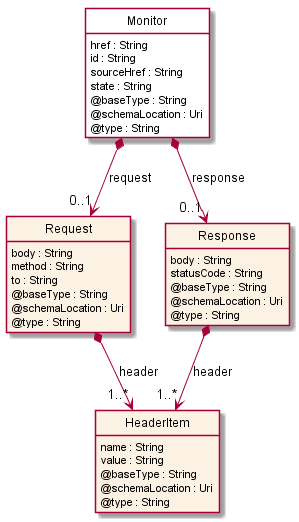 Monitor
href : String
id : String
sourceHref : String
state : String
@baseType : String
@schemaLocation : Uri
@type : String
request
response
0..1
0..1
Request
body : String
method : String
to : String
@baseType : String
@schemaLocation : Uri
@type : String
Response
body : String
statusCode : String
@baseType : String
@schemaLocation : Uri
@type : String
header
header
1..*
1..*
HeaderItem
name : String
value : String
@baseType : String
@schemaLocation : Uri
@type : String